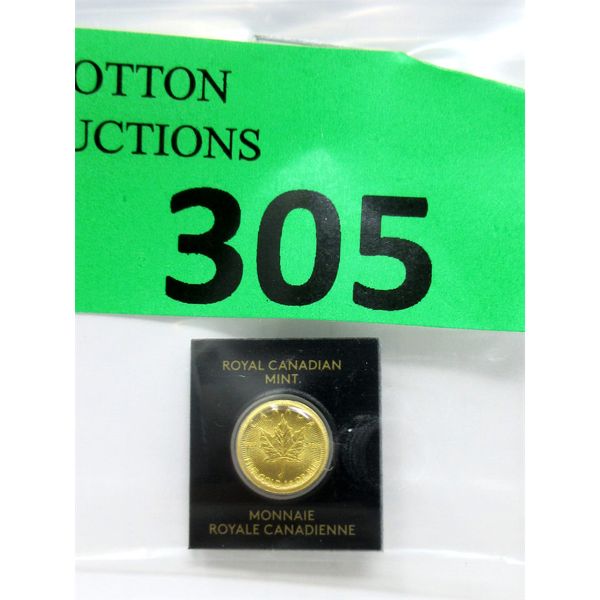 OTTON
UCTIONS
305
ROYAL CANADIAN
MINT.
MONNAIE
ROYALE CANADIENNE